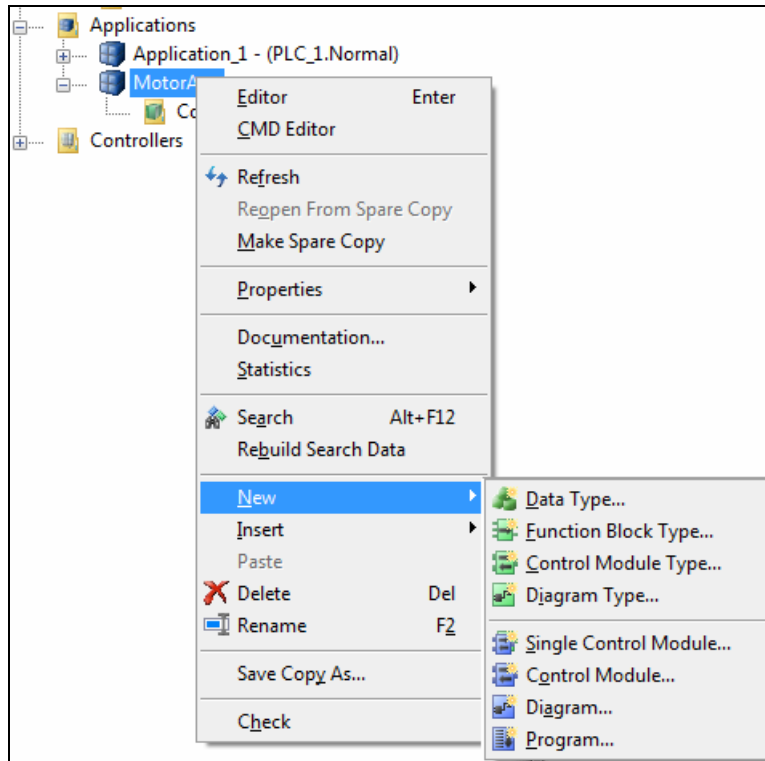 Applications
Application_1 - (PLC_1.Normal)
Controllers
Editor Enter
CMD Editor
Refresh
Reopen From Spare Copy
Make Spare Copy
Properties
Documentation...
Statistics
Search Alt+F12
Rebuild Search Data
New
Insert
Paste
Delete Del
Rename F2
Save Copy As...
Check
Data Type...
Function Block Type...
Control Module Type...
Diagram Type...
Single Control Module...
Control Module...
Diagram...
Program...